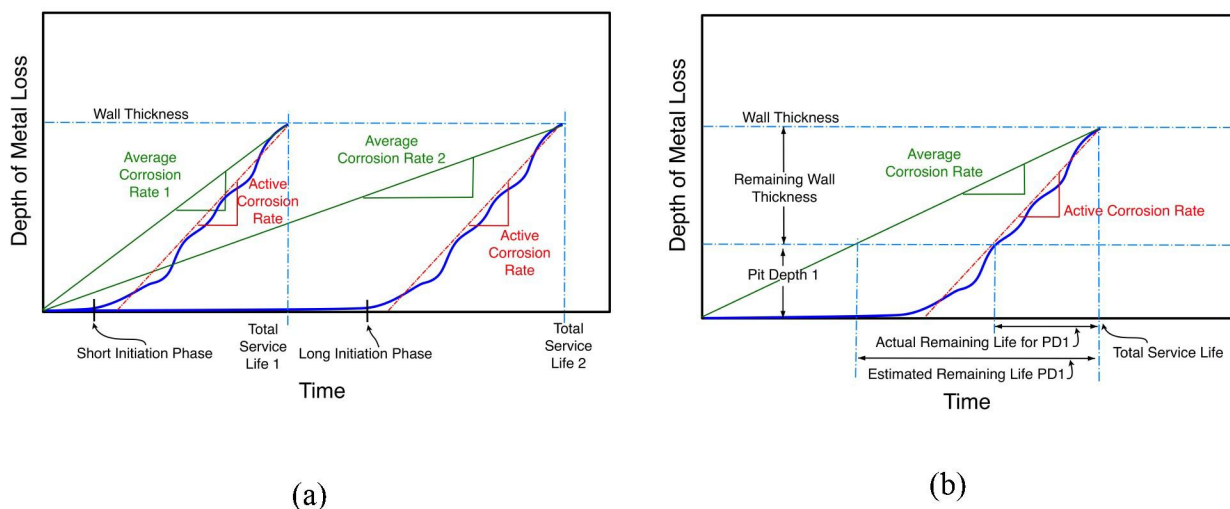 Depth of Metal Loss
Wall Thickness
Average
Corrosion
Rate 1
Active
Corrosion
Rate
Average
Corrosion Rate 2
Active
Corrosion
Rate
Short Initiation Phase
Total
Service
Life 1
Long Initiation Phase
Total
Service
Life 2
Time
(a)
Depth of Metal Loss
Wall Thickness
Remaining Wall
Thickness
Pit Depth 1
Average
Corrosion Rate
Active Corrosion Rate
Actual Remaining Life for PD1
Total Service Life
Estimated Remaining Life PD1
Time
(b)